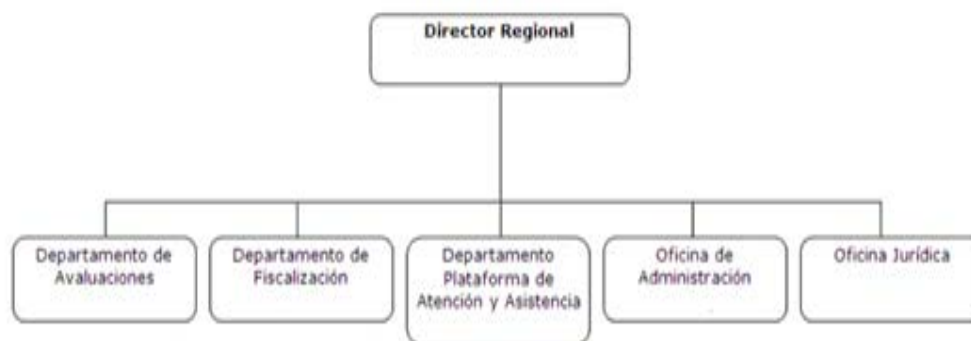 Director Regional
Departamento de
Avaluaciones
Departamento de
Fiscalización
Departamento
Plataforma de
Atención y Asistencia
Oficina de
Administración
Oficina Jurídica